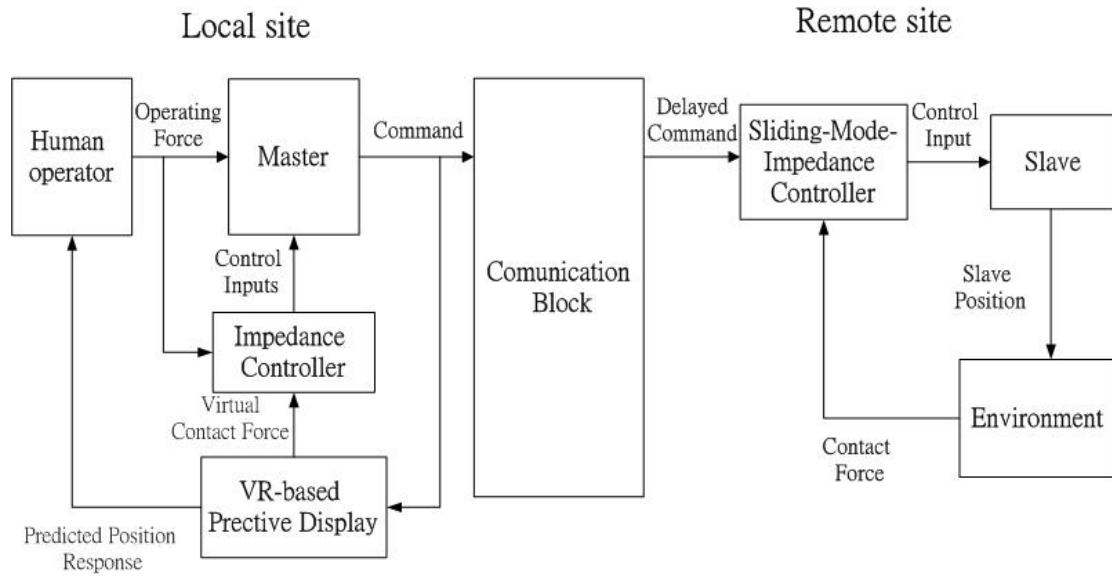 Local site
Remote site
Human
operator
Operating
Force
Master
Command
Comunication
Block
Delayed
Command
Sliding-Mode-
Impedance
Controller
Control
Input
Slave
Control
Inputs
Impedance
Controller
Virtual
Contact Force
VR-based
Prective Display
Predicted Position
Response
Slave
Position
Environment
Contact
Force